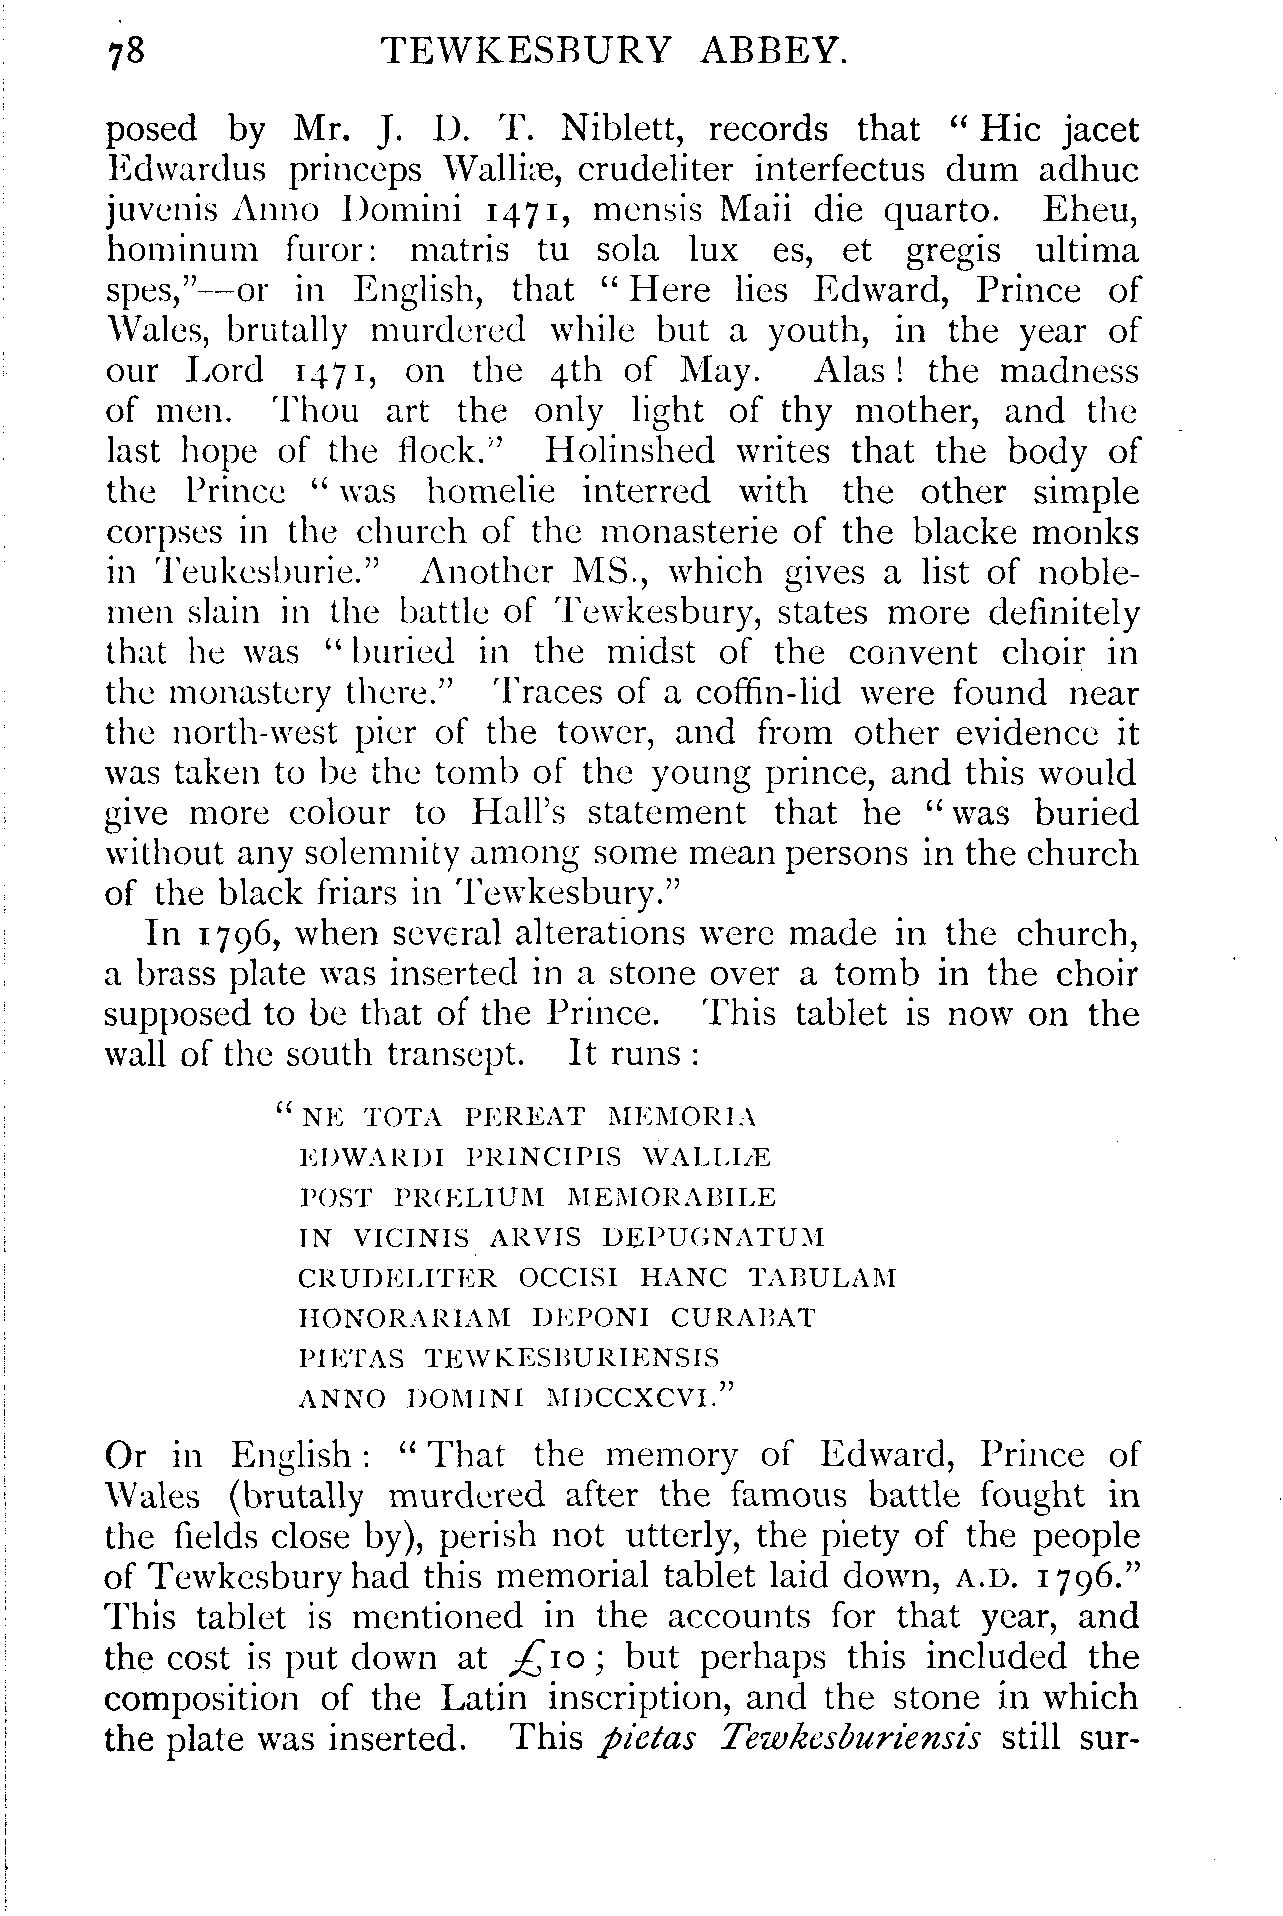 78 TEWKESBURY ABBEY.
posed by Mr. J. D. T. Niblett, records that “ Hic jacet
Edwardus princeps Walliæ, crudeliter interfectus dum adhuc
juvenis Anno Domini 1471, mensis Maii die quarto. Eheu,
hominum furor: matris tu sola lux es, et gregis ultima
spes,”—or in English, that “ Here lies Edward, Prince of
Wales, brutally murdered while but a youth, in the year of
our Lord 1471, on the 4th of May. Alas ! the madness
of men. Thou art the only light of thy mother, and the
last hope of the flock.” Holinshed writes that the body of
the Prince “ was homelie interred with the other simple
corpses in the church of the monasterie of the blacke monks
in Teukesburie.” Another MS., which gives a list of noble-
men slain in the battle of Tewkesbury, states more definitely
that he was “ buried in the midst of the convent choir in
the monastery there.” Traces of a coffin-lid were found near
the north-west pier of the tower, and from other evidence it
was taken to be the tomb of the young prince, and this would
give more colour to Hall’s statement that he “ was buried
without any solemnity among some mean persons in the church
of the black friars in Tewkesbury.”
In 1796, when several alterations were made in the church,
a brass plate was inserted in a stone over a tomb in the choir
supposed to be that of the Prince. This tablet is now on the
wall of the south transept. It runs :
“ NE TOTA PEREAT MEMORIA
EDWARDI PRINCIPIS WALLIÆ
POST PRŒLIUM MEMORABILE
IN VICINIS ARVIS DEPUGNATUM
CRUDELITER OCCISI HANC TABULAM
HONORARIAM DEPONI CURABAT
PIETAS TEWKESBURIENSIS
ANNO DOMINI MDCCXCVI.”
Or in English : “ That the memory of Edward, Prince of
Wales (brutally murdered after the famous battle fought in
the fields close by), perish not utterly, the piety of the people
of Tewkesbury had this memorial tablet laid down, A.D. 1796.”
This tablet is mentioned in the accounts for that year, and
the cost is put down at £10 ; but perhaps this included the
composition of the Latin inscription, and the stone in which
the plate was inserted. This pietas Tewkesburiensis still sur-